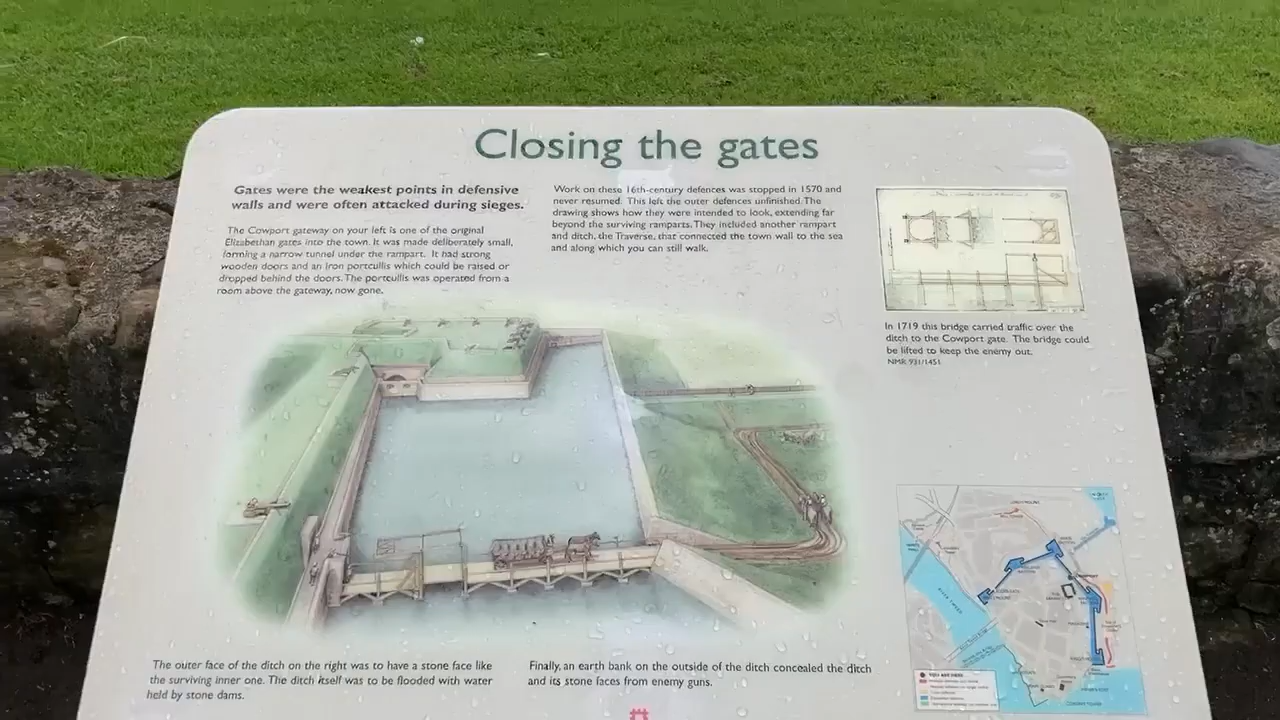 Closing the gates
Gates were the weakest points in defensive
walls and were often attacked during sieges.
The Cowport gateway on your left is one of the original
Elizabethan gates into the town. It was made deliberately small,
forming a narrow tunnel under the rampart. It had strong
wooden doors and an iron portcullis which could be raised or
dropped behind the doors. The portcullis was operated from a
room above the gateway, now gone.
Work on these 16th-century defences was stopped in 1570 and
never resumed. This left the outer defences unfinished. The
drawing shows how they were intended to look, extending far
beyond the surviving ramparts. They included another rampart
and ditch, the Traverse, that connected the town wall to the sea
and along which you can still walk.
In 1719 this bridge carried traffic over the
ditch to the Cowport gate. The bridge could
be lifted to keep the enemy out.
NMR 931/1451
The outer face of the ditch on the right was to have a stone face like
the surviving inner one. The ditch itself was to be flooded with water
held by stone dams.
Finally, an earth bank on the outside of the ditch concealed the ditch
and its stone faces from enemy guns.
YOU ARE HERE